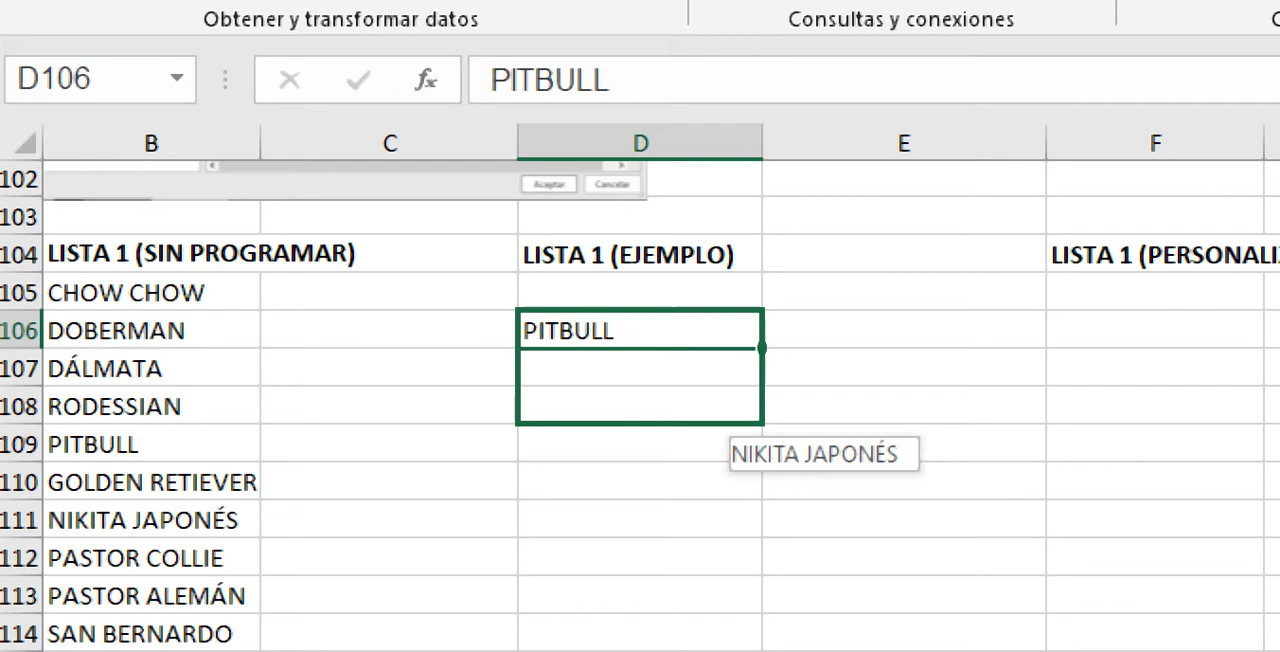 Obtener y transformar datos
Consultas y conexiones
D106
fx
PITBULL
B C D E F
102 Aceptar Cancelar
103
104 LISTA 1 (SIN PROGRAMAR) LISTA 1 (EJEMPLO) LISTA 1 (PERSONALI
105 CHOW CHOW
106 DOBERMAN PITBULL
107 DÁLMATA
108 RODESSIAN
109 PITBULL
NIKITA JAPONÉS
110 GOLDEN RETIEVER
111 NIKITA JAPONÉS
112 PASTOR COLLIE
113 PASTOR ALEMÁN
114 SAN BERNARDO